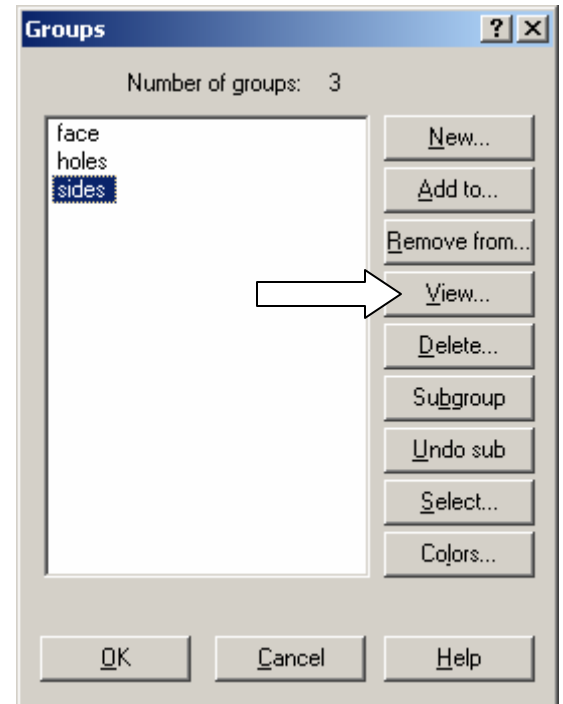 Groups
Number of groups: 3
face
holes
sides
New...
Add to...
Remove from...
View...
Delete...
Subgroup
Undo sub
Select...
Colors...
OK
Cancel
Help